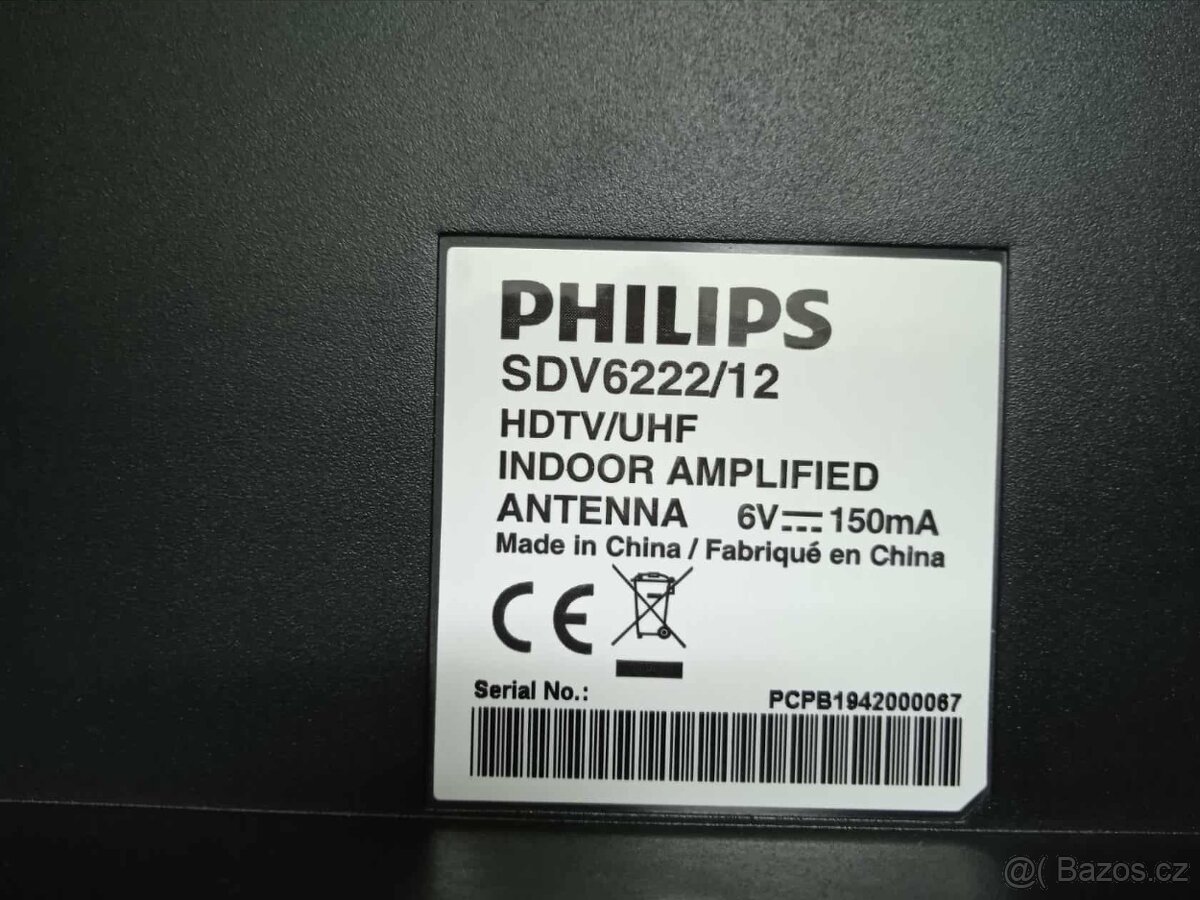 PHILIPS
SDV6222/12
HDTV/UHF
INDOOR AMPLIFIED
ANTENNA 6V⎓150mA
Made in China / Fabriqué en China
CE
Serial No.: PCPB1942000067
@( Bazos.cz